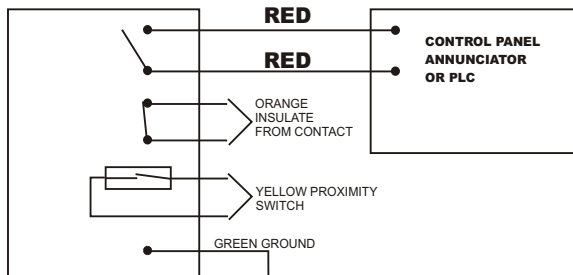 RED
CONTROL PANEL
ANNUNCIATOR
OR PLC
RED
ORANGE
INSULATE
FROM CONTACT
YELLOW PROXIMITY
SWITCH
GREEN GROUND